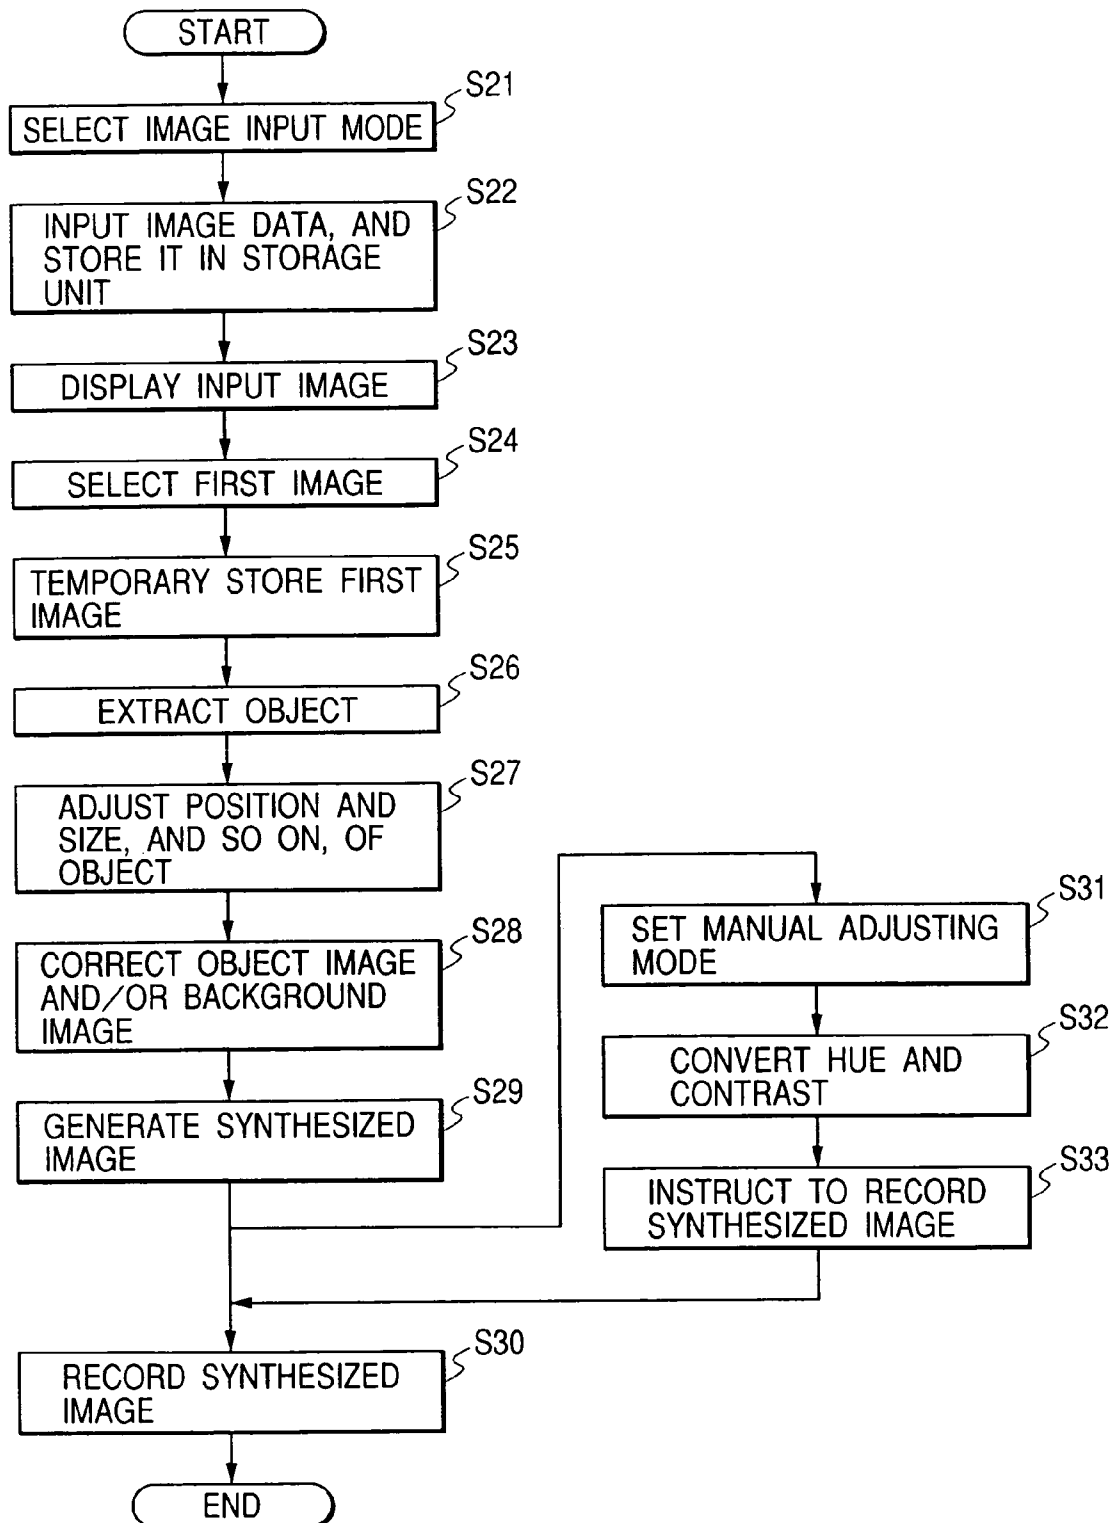 START
S21
SELECT IMAGE INPUT MODE
S22
INPUT IMAGE DATA, AND
STORE IT IN STORAGE
UNIT
S23
DISPLAY INPUT IMAGE
S24
SELECT FIRST IMAGE
S25
TEMPORARY STORE FIRST
IMAGE
S26
EXTRACT OBJECT
S27
ADJUST POSITION AND
SIZE, AND SO ON, OF
OBJECT
S28
CORRECT OBJECT IMAGE
AND/OR BACKGROUND
IMAGE
S29
GENERATE SYNTHESIZED
IMAGE
S31
SET MANUAL ADJUSTING
MODE
S32
CONVERT HUE AND
CONTRAST
S33
INSTRUCT TO RECORD
SYNTHESIZED IMAGE
S30
RECORD SYNTHESIZED
IMAGE
END